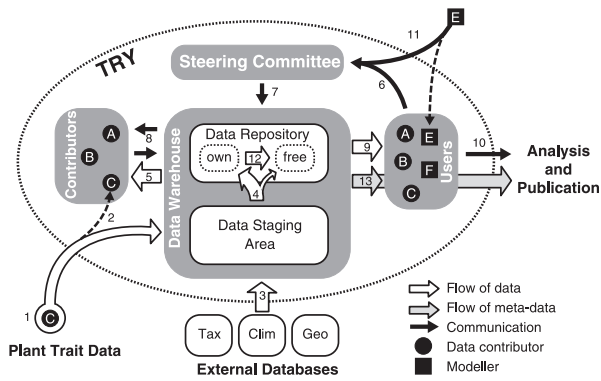 E
11
TRY
Steering Committee
7
6
Contributors
A
B
C
8
5
2
Data Warehouse
Data Repository
own
12
free
4
Data Staging
Area
9
13
A
B
C
E
F
Users
10
Analysis
and
Publication
3
1
C
Plant Trait Data
Tax
Clim
Geo
External Databases
Flow of data
Flow of meta-data
Communication
Data contributor
Modeller